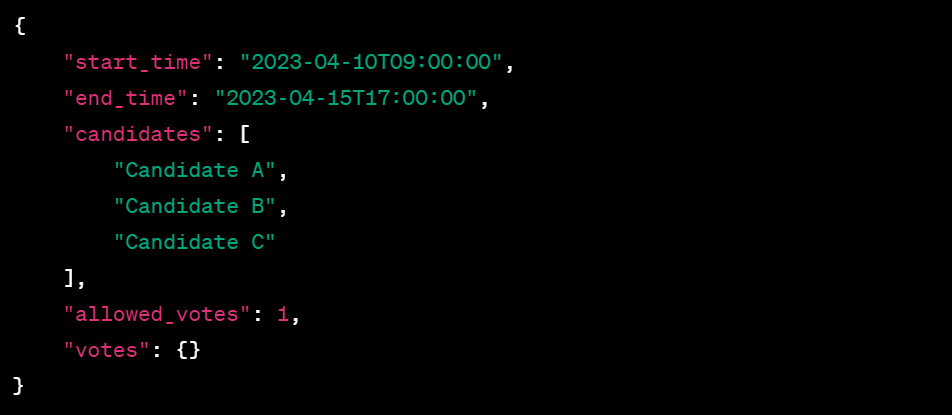 {
    "start_time": "2023-04-10T09:00:00",
    "end_time": "2023-04-15T17:00:00",
    "candidates": [
        "Candidate A",
        "Candidate B",
        "Candidate C"
    ],
    "allowed_votes": 1,
    "votes": {}
}